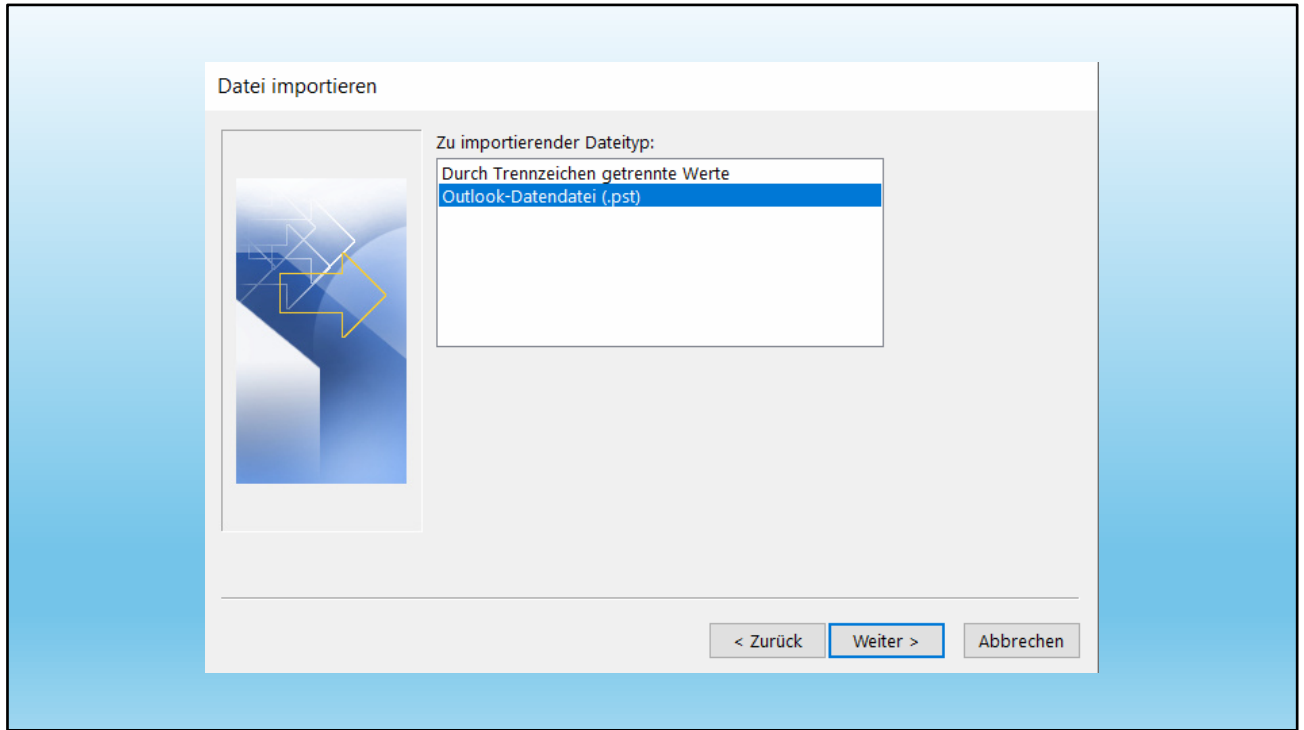 Datei importieren
Zu importierender Dateityp:
Durch Trennzeichen getrennte Werte
Outlook-Datendatei (.pst)
< Zurück Weiter > Abbrechen